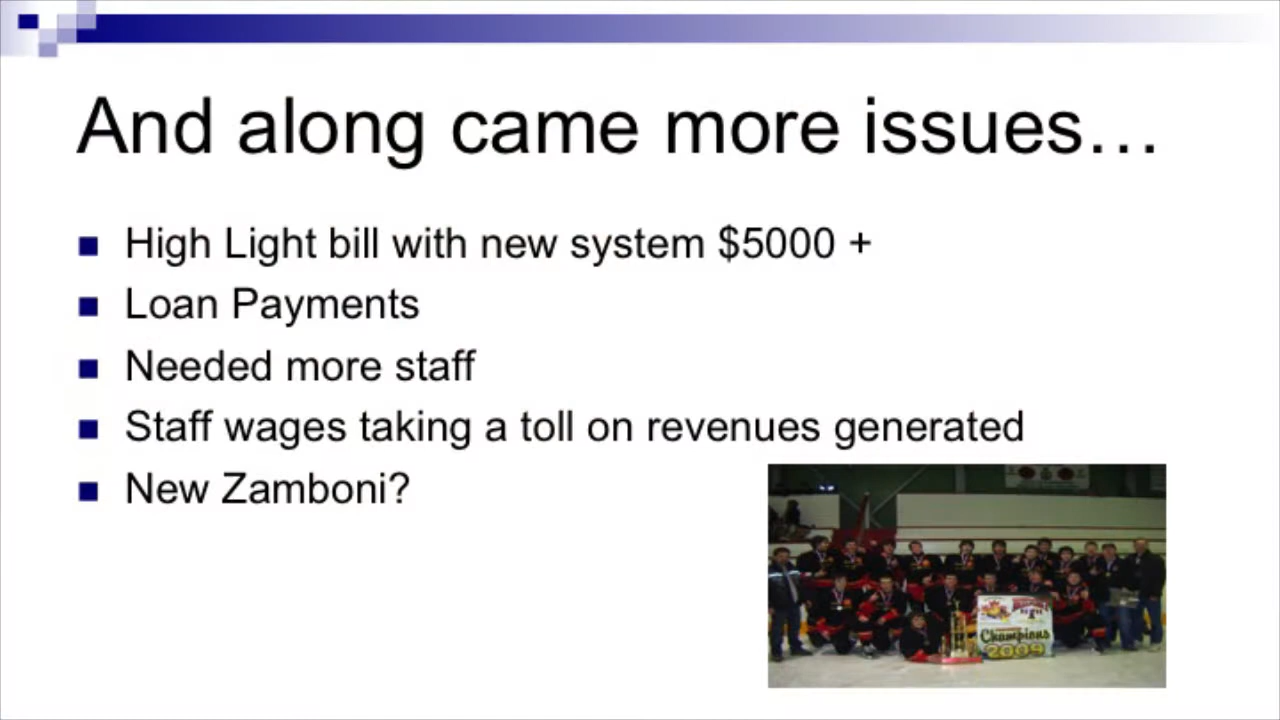 And along came more issues…
High Light bill with new system $5000 +
Loan Payments
Needed more staff
Staff wages taking a toll on revenues generated
New Zamboni?
Champions
2009